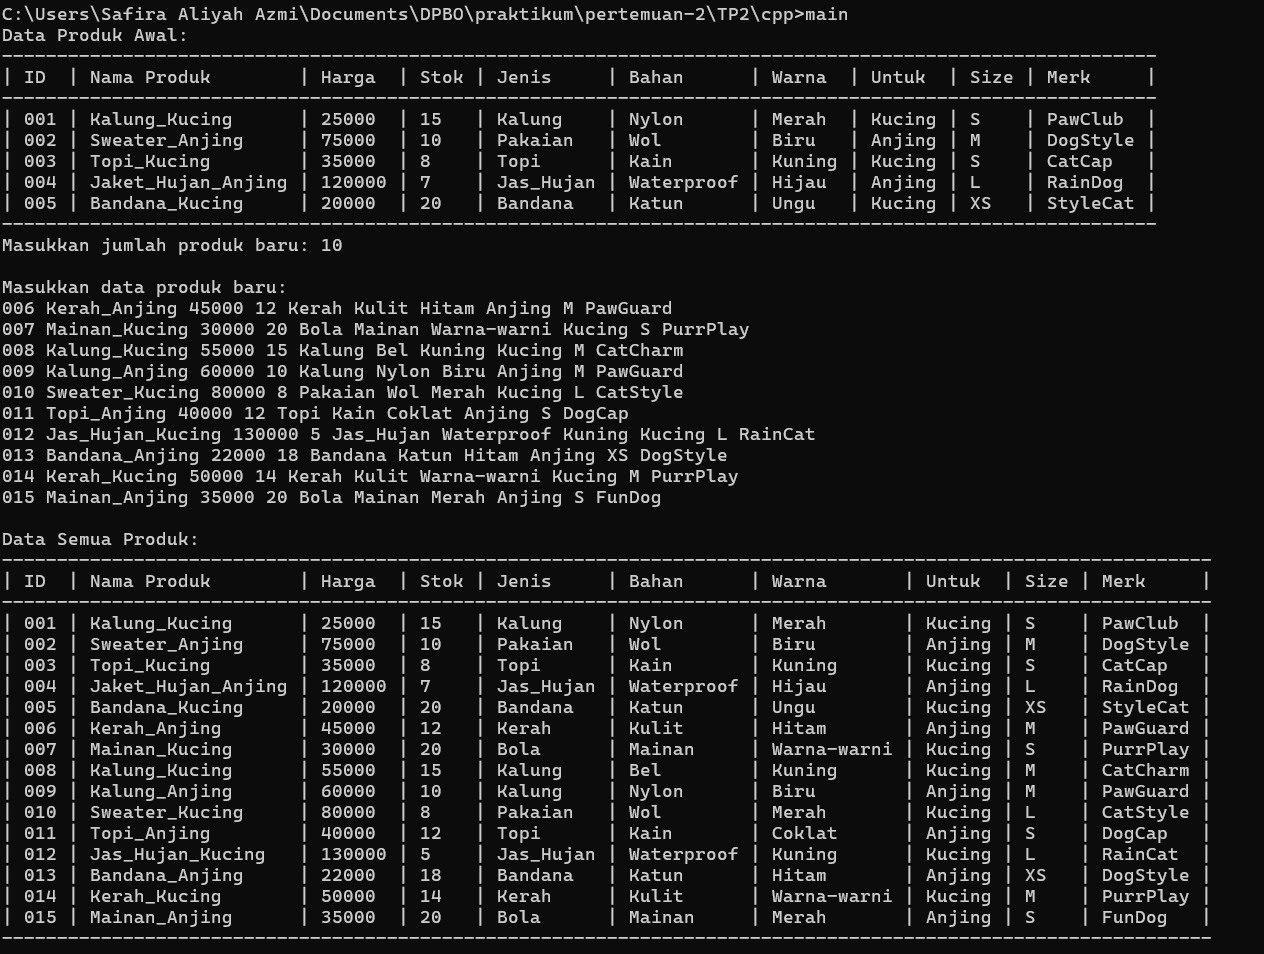 C:\Users\Safira Aliyah Azmi\Documents\DPBO\praktikum\pertemuan-2\TP2\cpp>main
Data Produk Awal:
---------------------------------------------------------------------------------------------------------
| ID  | Nama Produk        | Harga  | Stok | Jenis     | Bahan      | Warna  | Untuk  | Size | Merk     |
---------------------------------------------------------------------------------------------------------
| 001 | Kalung_Kucing      | 25000  | 15   | Kalung    | Nylon      | Merah  | Kucing | S    | PawClub  |
| 002 | Sweater_Anjing     | 75000  | 10   | Pakaian   | Wol        | Biru   | Anjing | M    | DogStyle |
| 003 | Topi_Kucing        | 35000  | 8    | Topi      | Kain       | Kuning | Kucing | S    | CatCap   |
| 004 | Jaket_Hujan_Anjing | 120000 | 7    | Jas_Hujan | Waterproof | Hijau  | Anjing | L    | RainDog  |
| 005 | Bandana_Kucing     | 20000  | 20   | Bandana   | Katun      | Ungu   | Kucing | XS   | StyleCat |
---------------------------------------------------------------------------------------------------------
Masukkan jumlah produk baru: 10
Masukkan data produk baru:
006 Kerah_Anjing 45000 12 Kerah Kulit Hitam Anjing M PawGuard
007 Mainan_Kucing 30000 20 Bola Mainan Warna-warni Kucing S PurrPlay
008 Kalung_Kucing 55000 15 Kalung Bel Kuning Kucing M CatCharm
009 Kalung_Anjing 60000 10 Kalung Nylon Biru Anjing M PawGuard
010 Sweater_Kucing 80000 8 Pakaian Wol Merah Kucing L CatStyle
011 Topi_Anjing 40000 12 Topi Kain Coklat Anjing S DogCap
012 Jas_Hujan_Kucing 130000 5 Jas_Hujan Waterproof Kuning Kucing L RainCat
013 Bandana_Anjing 22000 18 Bandana Katun Hitam Anjing XS DogStyle
014 Kerah_Kucing 50000 14 Kerah Kulit Warna-warni Kucing M PurrPlay
015 Mainan_Anjing 35000 20 Bola Mainan Merah Anjing S FunDog
Data Semua Produk:
--------------------------------------------------------------------------------------------------------------
| ID  | Nama Produk        | Harga  | Stok | Jenis     | Bahan      | Warna       | Untuk  | Size | Merk     |
--------------------------------------------------------------------------------------------------------------
| 001 | Kalung_Kucing      | 25000  | 15   | Kalung    | Nylon      | Merah       | Kucing | S    | PawClub  |
| 002 | Sweater_Anjing     | 75000  | 10   | Pakaian   | Wol        | Biru        | Anjing | M    | DogStyle |
| 003 | Topi_Kucing        | 35000  | 8    | Topi      | Kain       | Kuning      | Kucing | S    | CatCap   |
| 004 | Jaket_Hujan_Anjing | 120000 | 7    | Jas_Hujan | Waterproof | Hijau       | Anjing | L    | RainDog  |
| 005 | Bandana_Kucing     | 20000  | 20   | Bandana   | Katun      | Ungu        | Kucing | XS   | StyleCat |
| 006 | Kerah_Anjing       | 45000  | 12   | Kerah     | Kulit      | Hitam       | Anjing | M    | PawGuard |
| 007 | Mainan_Kucing      | 30000  | 20   | Bola      | Mainan     | Warna-warni | Kucing | S    | PurrPlay |
| 008 | Kalung_Kucing      | 55000  | 15   | Kalung    | Bel        | Kuning      | Kucing | M    | CatCharm |
| 009 | Kalung_Anjing      | 60000  | 10   | Kalung    | Nylon      | Biru        | Anjing | M    | PawGuard |
| 010 | Sweater_Kucing     | 80000  | 8    | Pakaian   | Wol        | Merah       | Kucing | L    | CatStyle |
| 011 | Topi_Anjing        | 40000  | 12   | Topi      | Kain       | Coklat      | Anjing | S    | DogCap   |
| 012 | Jas_Hujan_Kucing   | 130000 | 5    | Jas_Hujan | Waterproof | Kuning      | Kucing | L    | RainCat  |
| 013 | Bandana_Anjing     | 22000  | 18   | Bandana   | Katun      | Hitam       | Anjing | XS   | DogStyle |
| 014 | Kerah_Kucing       | 50000  | 14   | Kerah     | Kulit      | Warna-warni | Kucing | M    | PurrPlay |
| 015 | Mainan_Anjing      | 35000  | 20   | Bola      | Mainan     | Merah       | Anjing | S    | FunDog   |
--------------------------------------------------------------------------------------------------------------